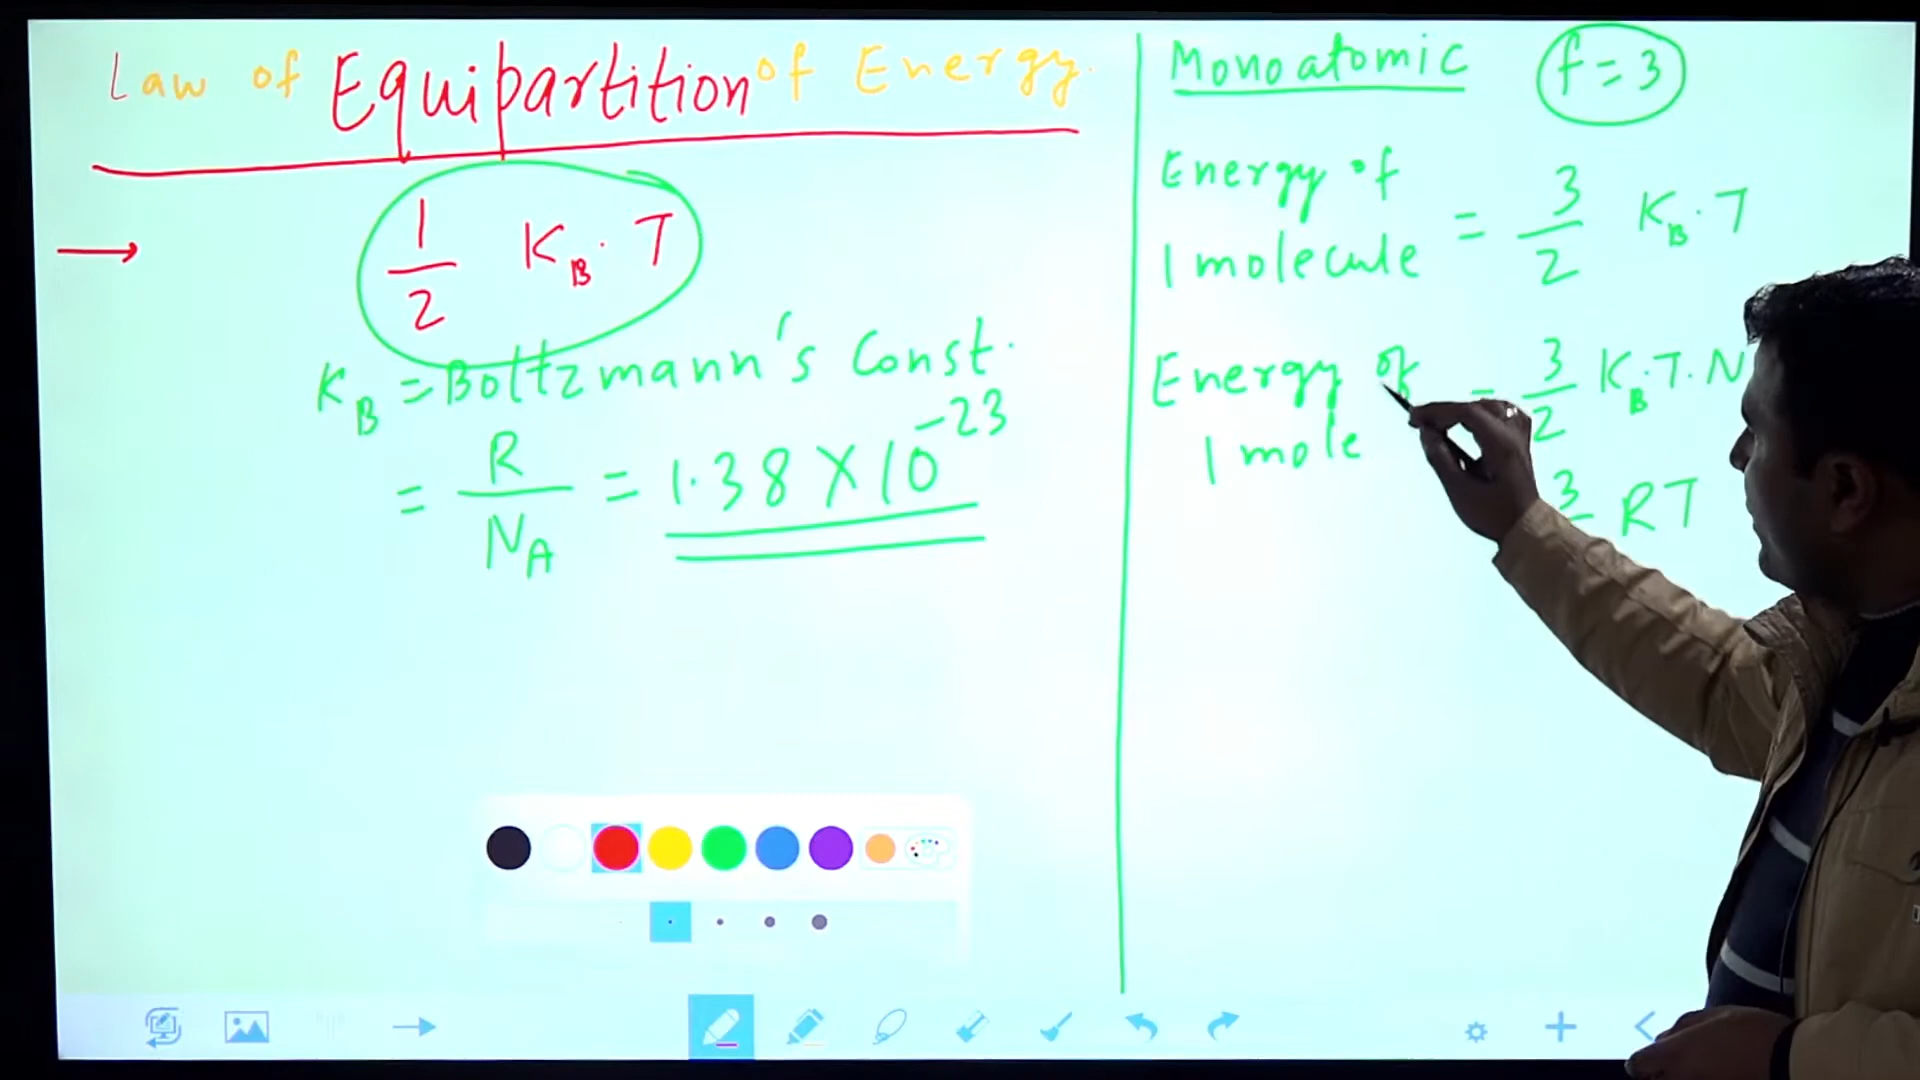 Law of Equipartition of Energy.
→ 1/2 K_B · T
K_B = Boltzmann's Const.
= R/N_A = 1.38 × 10^-23
Monoatomic f = 3
Energy of 1 molecule = 3/2 K_B · T
Energy of 1 mole = 3/2 K_B · T · N
3 RT